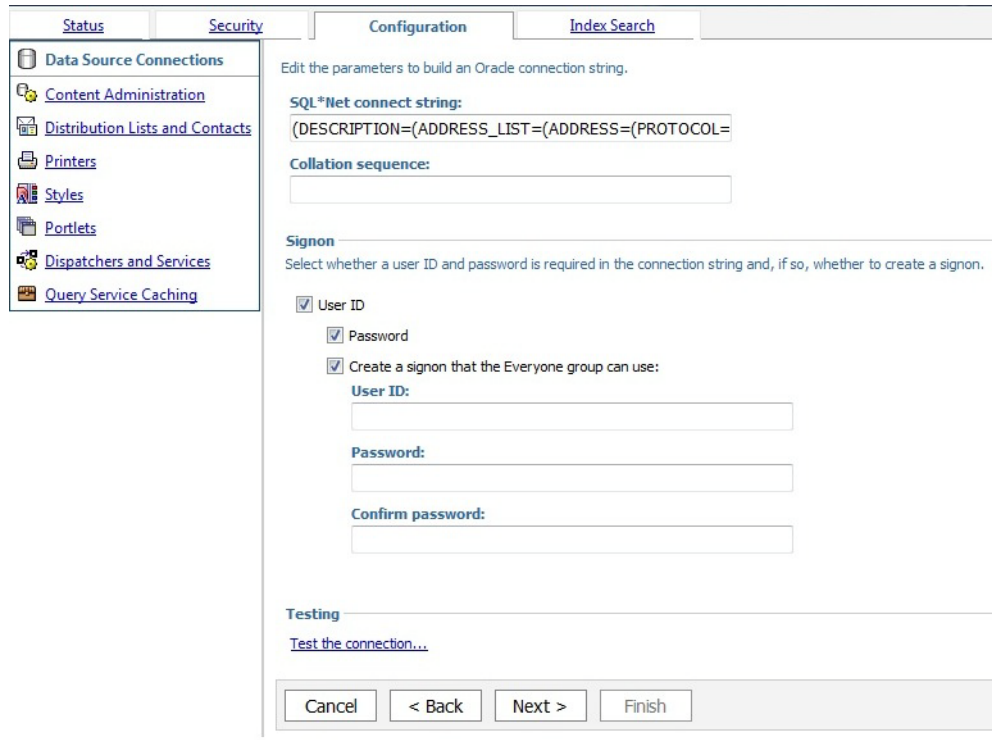 Status Security Configuration Index Search
Data Source Connections
Content Administration
Distribution Lists and Contacts
Printers
Styles
Portlets
Dispatchers and Services
Query Service Caching
Edit the parameters to build an Oracle connection string.
SQL*Net connect string:
(DESCRIPTION=(ADDRESS_LIST=(ADDRESS=(PROTOCOL=
Collation sequence:
Signon
Select whether a user ID and password is required in the connection string and, if so, whether to create a signon.
User ID
Password
Create a signon that the Everyone group can use:
User ID:
Password:
Confirm password:
Testing
Test the connection...
Cancel < Back Next > Finish